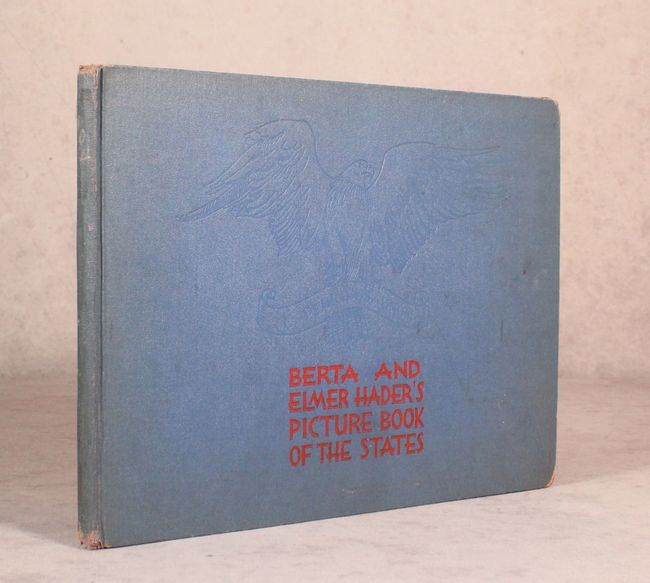 BERTA AND
ELMER HADER'S
PICTURE BOOK
OF THE STATES